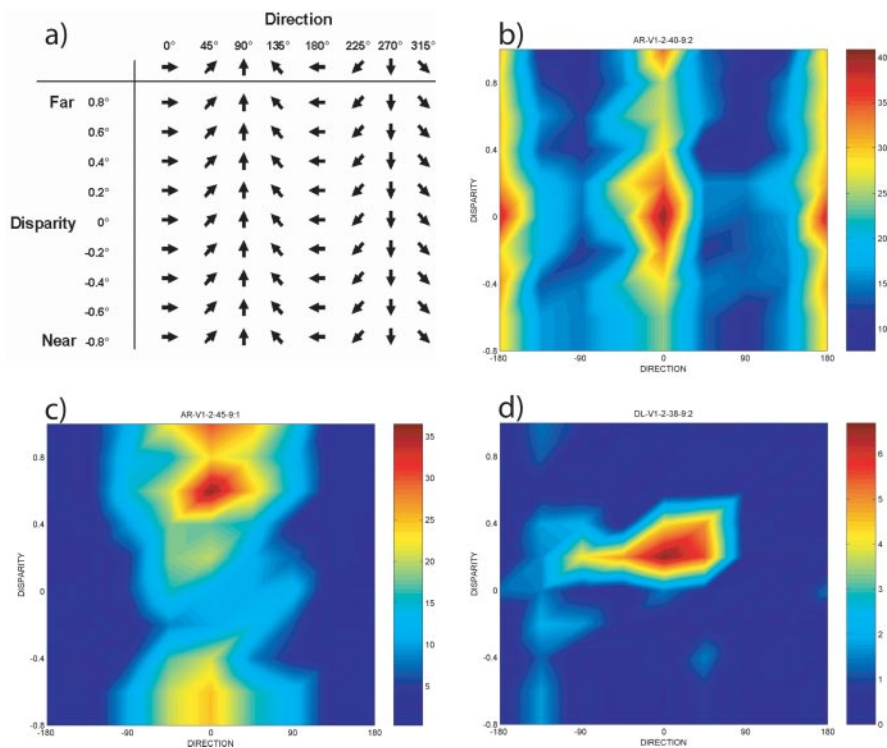 a)
Direction
0° 45° 90° 135° 180° 225° 270° 315°
Far 0.8°
0.6°
0.4°
0.2°
Disparity 0°
-0.2°
-0.4°
-0.6°
Near -0.8°
b)
AR-V1-2-40-9:2
DISPARITY
0.8
0.4
0
-0.4
-0.8
-180 -90 0 90 180
DIRECTION
40
35
30
25
20
15
10
c)
AR-V1-2-45-9:1
DISPARITY
0.8
0.4
0
-0.4
-0.8
-180 -90 0 90 180
DIRECTION
35
30
25
20
15
10
5
d)
DL-V1-2-38-9:2
DISPARITY
0.8
0.4
0
-0.4
-0.8
-180 -90 0 90 180
DIRECTION
6
5
4
3
2
1
0